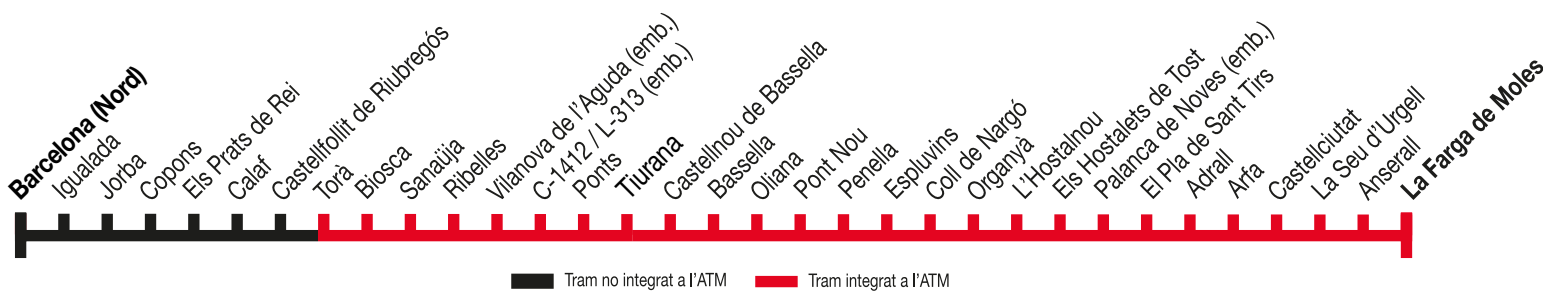 Barcelona (Nord)
Igualada
Jorba
Copons
Els Prats de Rei
Calaf
Castellfollit de Riubregós
Torà
Biosca
Sanaüja
Ribelles
Vilanova de l'Aguda (emb.)
C-1412 / L-313 (emb.)
Ponts
Tiurana
Castellnou de Bassella
Bassella
Oliana
Pont Nou
Penella
Espluvins
Coll de Nargó
Organyà
L'Hostalnou
Els Hostalets de Tost
Palanca de Noves (emb.)
El Pla de Sant Tirs
Adrall
Arfa
Castellciutat
La Seu d'Urgell
Anserall
La Farga de Moles
Tram no integrat a l'ATM
Tram integrat a l'ATM